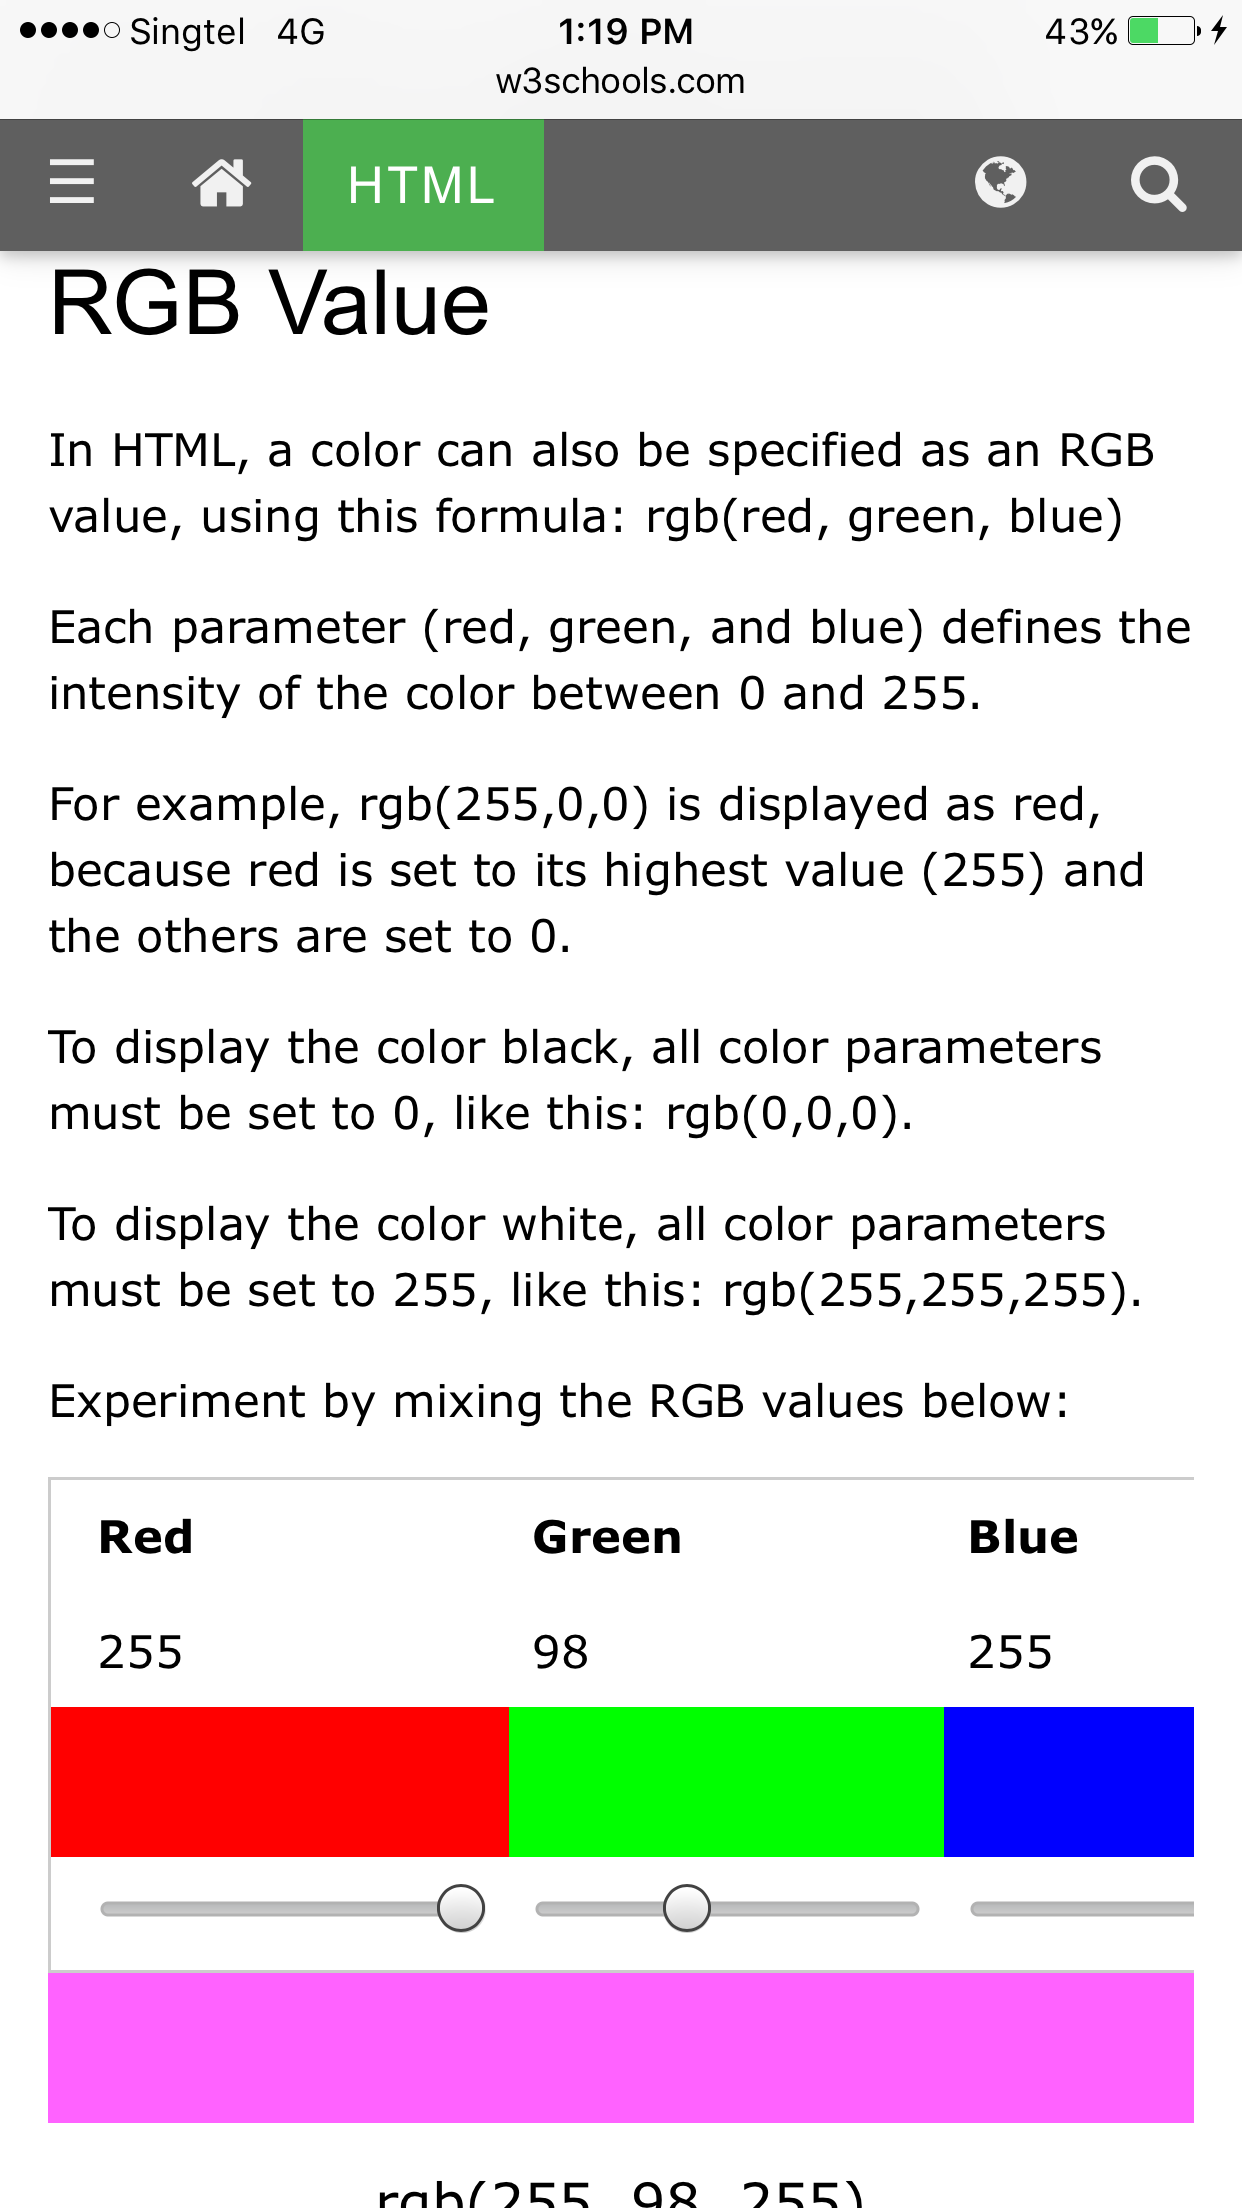 Singtel 4G 1:19 PM 43%
w3schools.com
HTML
RGB Value
In HTML, a color can also be specified as an RGB
value, using this formula: rgb(red, green, blue)
Each parameter (red, green, and blue) defines the
intensity of the color between 0 and 255.
For example, rgb(255,0,0) is displayed as red,
because red is set to its highest value (255) and
the others are set to 0.
To display the color black, all color parameters
must be set to 0, like this: rgb(0,0,0).
To display the color white, all color parameters
must be set to 255, like this: rgb(255,255,255).
Experiment by mixing the RGB values below:
Red Green Blue
255 98 255
rgb(255, 98, 255)